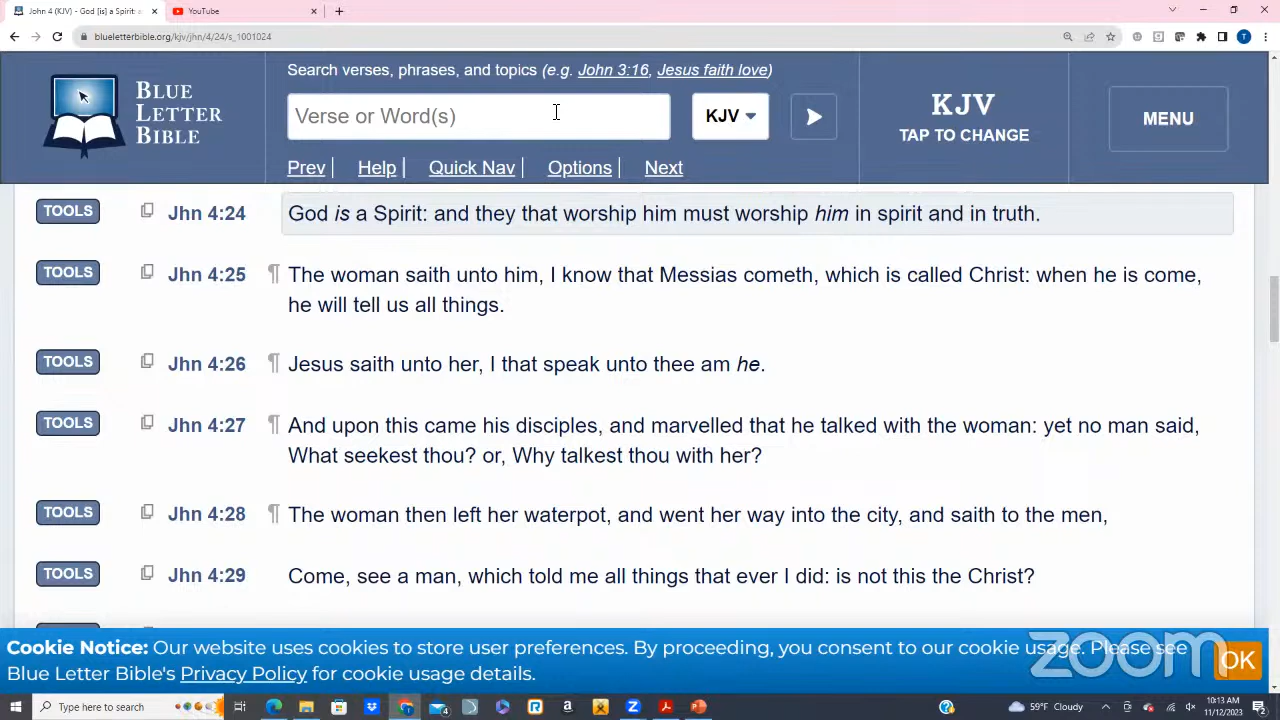 John 4 (KJV) - God [is] a Spirit: a
YouTube
blueletterbible.org/kjv/jhn/4/24/s_1001024
T
BLUE
LETTER
BIBLE
Search verses, phrases, and topics (e.g. John 3:16, Jesus faith love)
Verse or Word(s)
KJV
Prev | Help | Quick Nav | Options | Next
KJV
TAP TO CHANGE
MENU
TOOLS Jhn 4:24 God is a Spirit: and they that worship him must worship him in spirit and in truth.
TOOLS Jhn 4:25 ¶ The woman saith unto him, I know that Messias cometh, which is called Christ: when he is come,
he will tell us all things.
TOOLS Jhn 4:26 ¶ Jesus saith unto her, I that speak unto thee am he.
TOOLS Jhn 4:27 ¶ And upon this came his disciples, and marvelled that he talked with the woman: yet no man said,
What seekest thou? or, Why talkest thou with her?
TOOLS Jhn 4:28 ¶ The woman then left her waterpot, and went her way into the city, and saith to the men,
TOOLS Jhn 4:29 Come, see a man, which told me all things that ever I did: is not this the Christ?
Cookie Notice: Our website uses cookies to store user preferences. By proceeding, you consent to our cookie usage. Please see
Blue Letter Bible's Privacy Policy for cookie usage details.
OK
zoom
Type here to search
59°F Cloudy
10:13 AM
11/12/2023